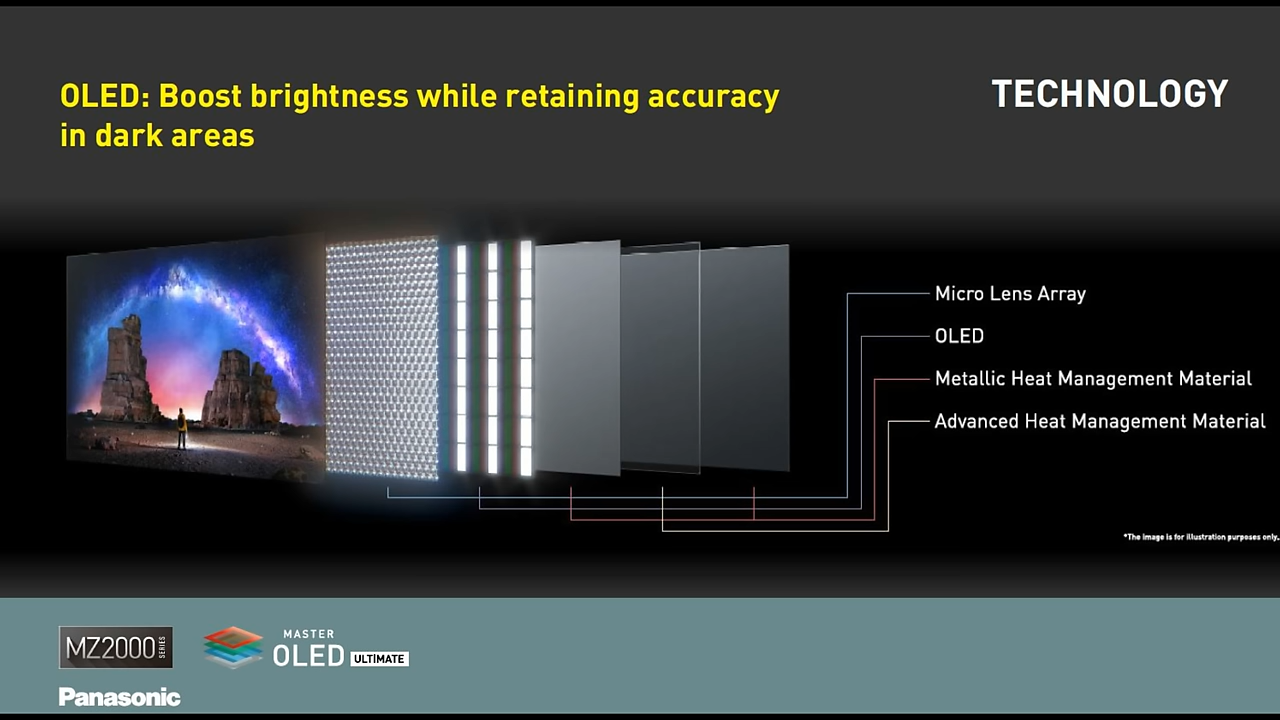 OLED: Boost brightness while retaining accuracy
in dark areas
TECHNOLOGY
Micro Lens Array
OLED
Metallic Heat Management Material
Advanced Heat Management Material
*The image is for illustration purposes only.
MZ2000 SERIES
MASTER
OLED ULTIMATE
Panasonic